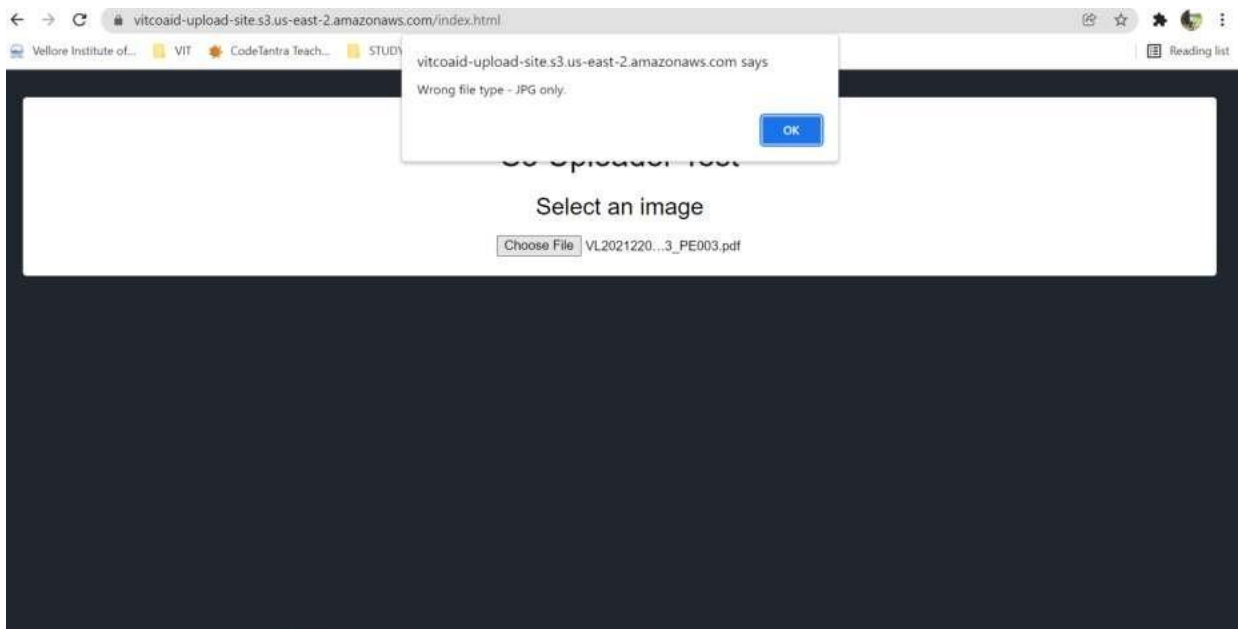 vitcoaid-upload-site.s3.us-east-2.amazonaws.com/index.html
Vellore Institute of... VIT CodeTantra Teach... STUDY Reading list
vitcoaid-upload-site.s3.us-east-2.amazonaws.com says
Wrong file type - JPG only.
OK
Uploader Test
Select an image
Choose File VL2021220...3_PE003.pdf